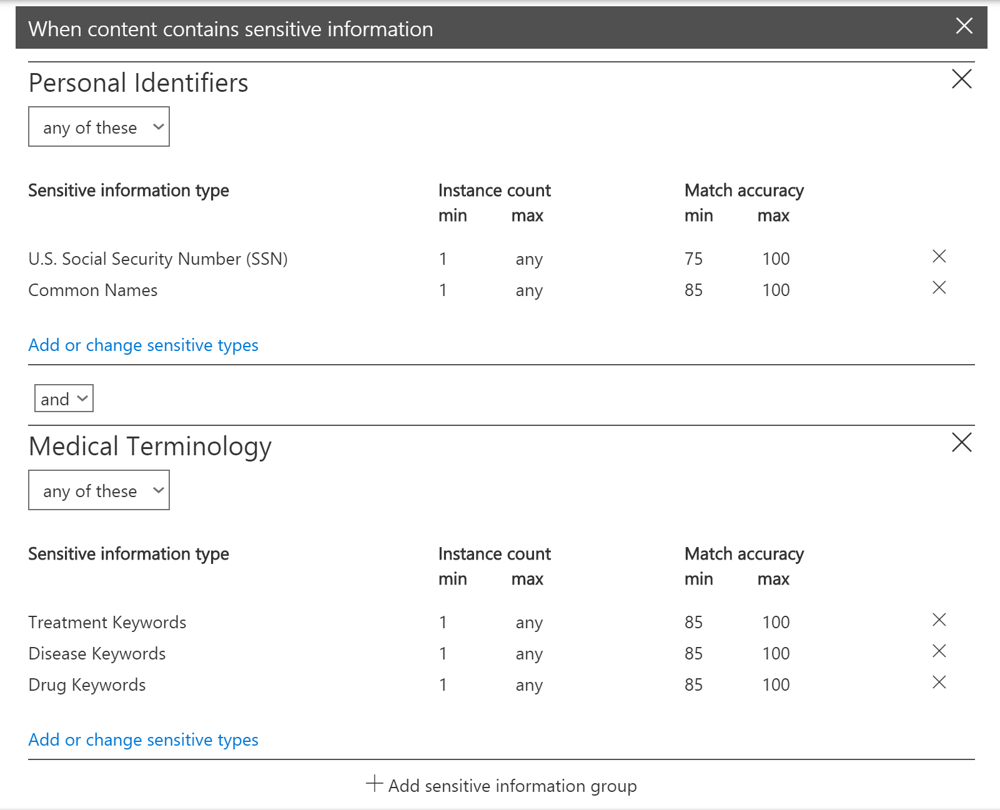 When content contains sensitive information
Personal Identifiers
any of these
Sensitive information type Instance count Match accuracy
min max min max
U.S. Social Security Number (SSN) 1 any 75 100
Common Names 1 any 85 100
Add or change sensitive types
and
Medical Terminology
any of these
Sensitive information type Instance count Match accuracy
min max min max
Treatment Keywords 1 any 85 100
Disease Keywords 1 any 85 100
Drug Keywords 1 any 85 100
Add or change sensitive types
Add sensitive information group